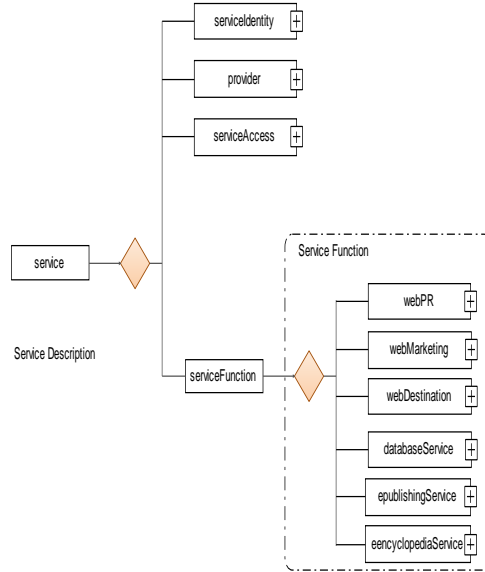 serviceIdentity
provider
serviceAccess
service
Service Function
webPR
webMarketing
Service Description
serviceFunction
webDestination
databaseService
epublishingService
eencyclopediaService